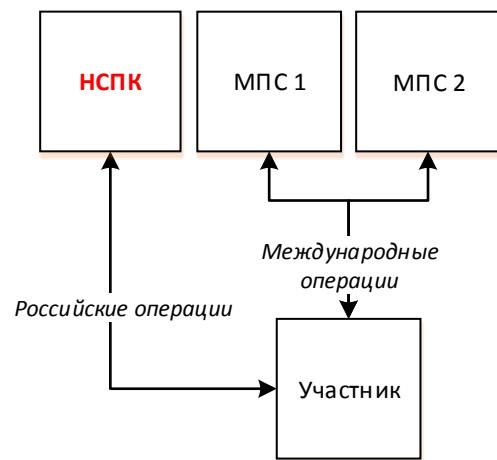 НСПК
МПС 1
МПС 2
Международные
операции
Российские операции
Участник